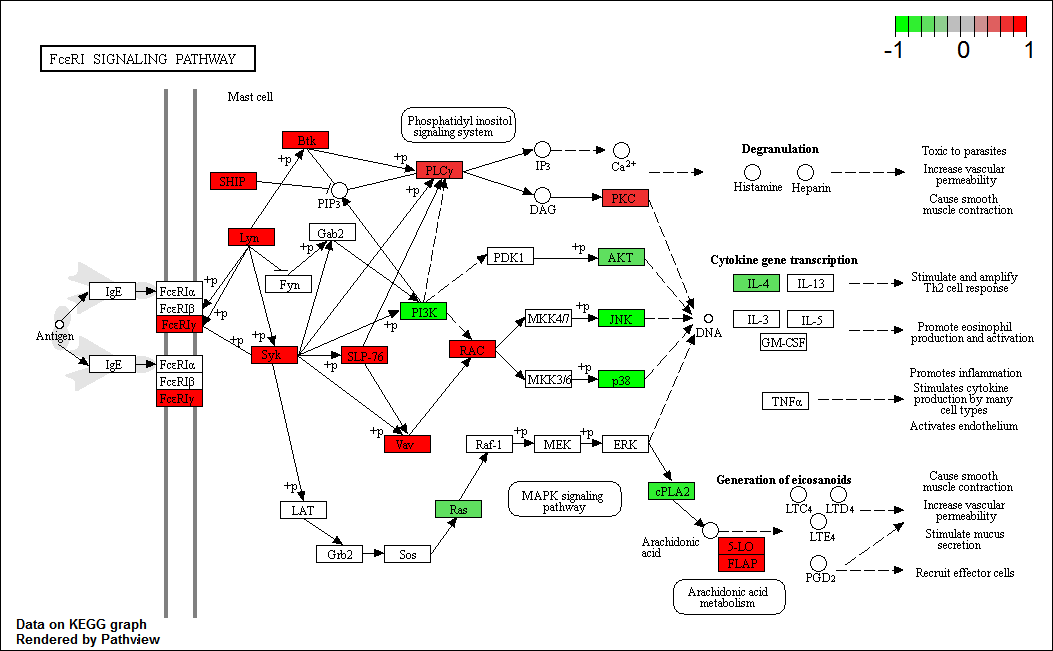 -1 0 1
FcεRI SIGNALING PATHWAY
Mast cell
Phosphatidyl inositol
signaling system
Btk
+p
+p
PLCγ
+p
SHIP
PIP3
IP3
Ca2+
DAG
PKC
Degranulation
Histamine
Heparin
Toxic to parasites
Increase vascular
permeability
Cause smooth
muscle contraction
Lyn
Gab2
+p
Fyn
PDK1
+p
AKT
Cytokine gene transcription
IL-4
IL-13
Stimulate and amplify
Th2 cell response
IL-3
IL-5
GM-CSF
Promote eosinophil
production and activation
TNFα
Promotes inflammation
Stimulates cytokine
production by many
cell types
Activates endothelium
Antigen
IgE
FcεRIα
FcεRIβ
FcεRIγ
+p
+p
IgE
FcεRIα
FcεRIβ
FcεRIγ
+p
Syk
+p
SLP-76
+p
PI3K
RAC
MKK4/7
+p
JNK
MKK3/6
+p
p38
DNA
+p
Vav
Raf-1
+p
MEK
+p
ERK
+p
LAT
Grb2
Sos
Ras
MAPK signaling
pathway
cPLA2
Arachidonic
acid
5-LO
FLAP
Arachidonic acid
metabolism
Generation of eicosanoids
LTC4
LTD4
LTE4
PGD2
Cause smooth
muscle contraction
Increase vascular
permeability
Stimulate mucus
secretion
Recruit effector cells
Data on KEGG graph
Rendered by Pathview